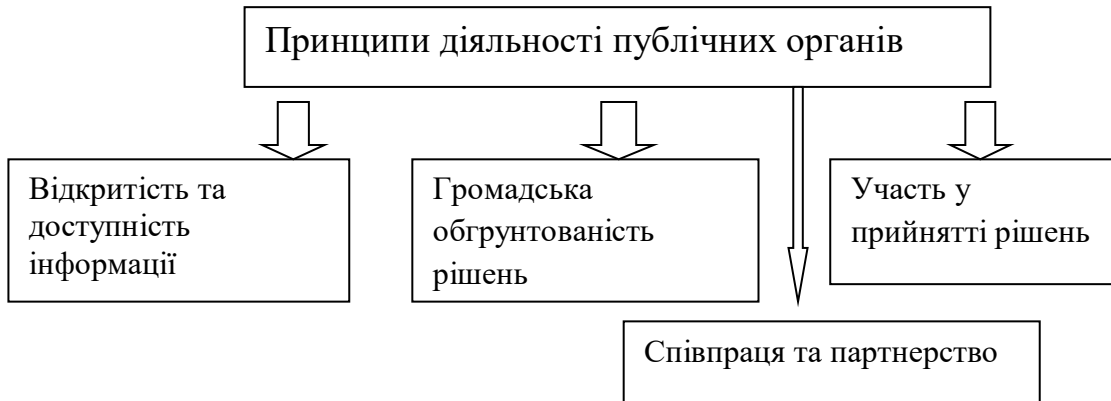 Принципи діяльності публічних органів
Відкритість та
доступність
інформації
Громадська
обгрунтованість
рішень
Участь у
прийнятті рішень
Співпраця та партнерство